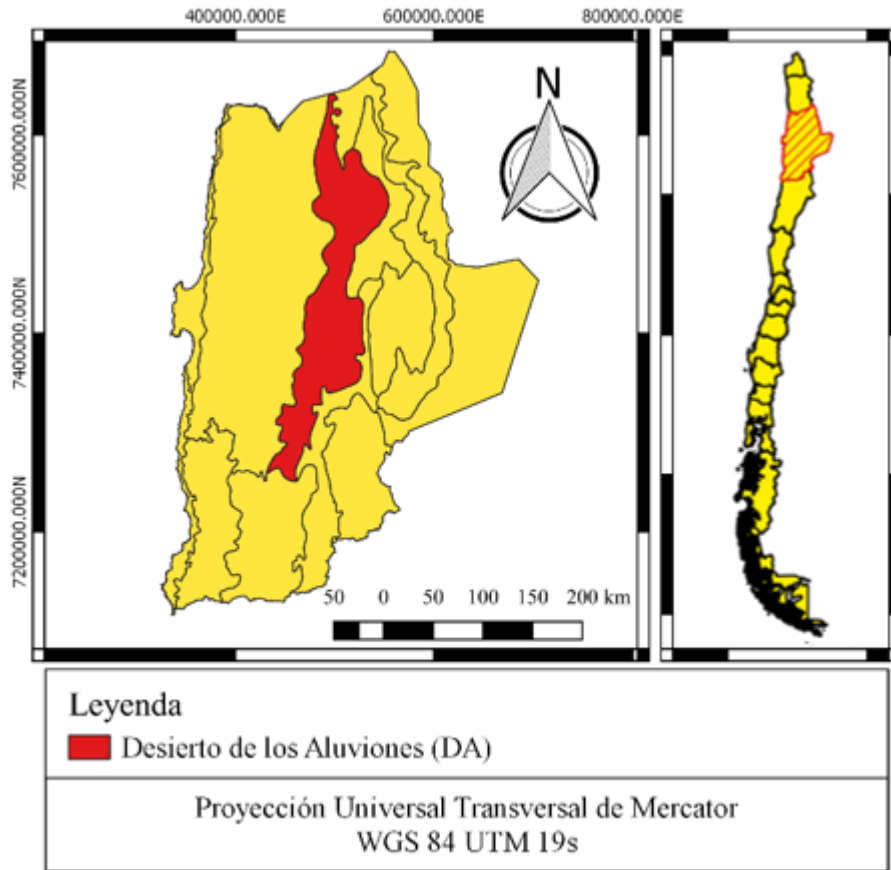 400000.000E 600000.000E 800000.000E
7600000.000N
7400000.000N
7200000.000N
N
50 0 50 100 150 200 km
Leyenda
Desierto de los Aluviones (DA)
Proyección Universal Transversal de Mercator
WGS 84 UTM 19s